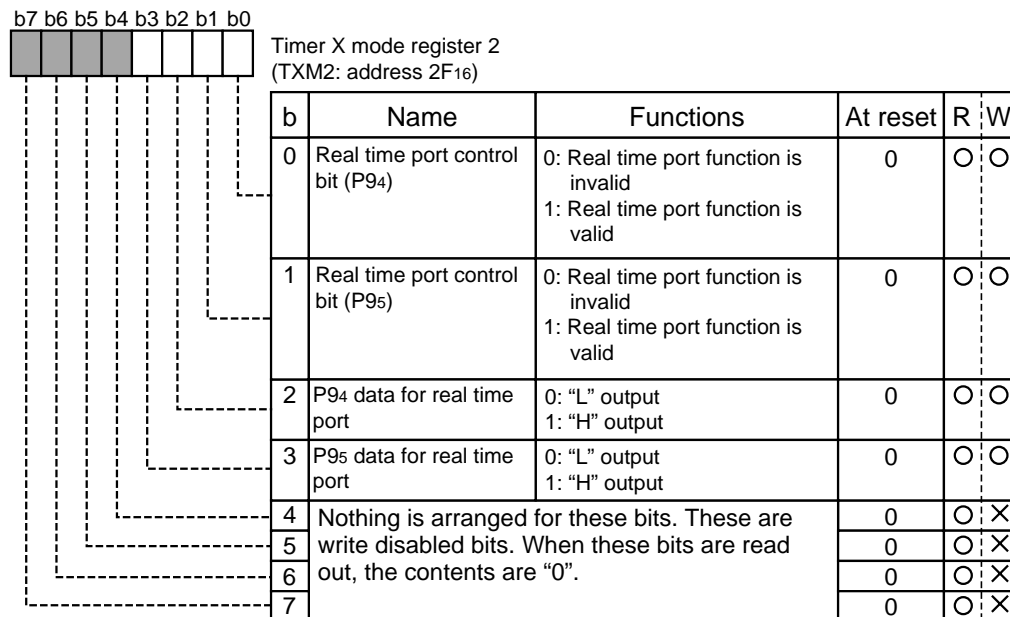 b7 b6 b5 b4 b3 b2 b1 b0
Timer X mode register 2
(TXM2: address 2F16)
b Name Functions At reset R W
0 Real time port control 0: Real time port function is 0 O O
bit (P94) invalid
1: Real time port function is
valid
1 Real time port control 0: Real time port function is 0 O O
bit (P95) invalid
1: Real time port function is
valid
2 P94 data for real time 0: “L” output 0 O O
port 1: “H” output
3 P95 data for real time 0: “L” output 0 O O
port 1: “H” output
4 Nothing is arranged for these bits. These are 0 O ×
5 write disabled bits. When these bits are read 0 O ×
6 out, the contents are “0”. 0 O ×
7 0 O ×